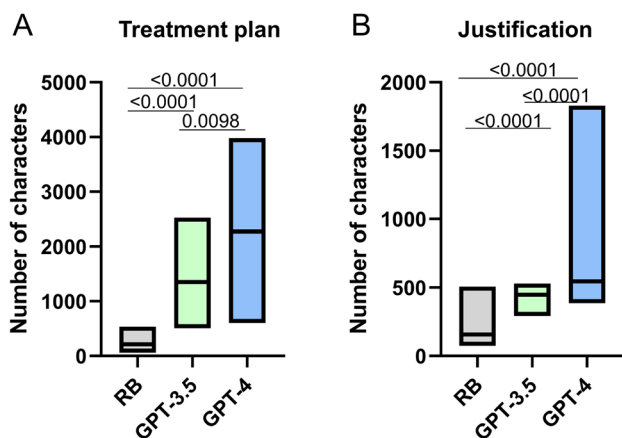 A
Treatment plan
Number of characters
5000
4000
3000
2000
1000
0
<0.0001
<0.0001
0.0098
RB
GPT-3.5
GPT-4
B
Justification
Number of characters
2000
1500
1000
500
0
<0.0001
<0.0001
<0.0001
RB
GPT-3.5
GPT-4